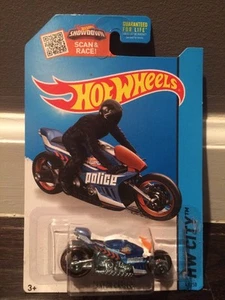 SHOWDOWN
SCAN &
RACE!
GUARANTEED
FOR LIFE
HOT WHEELS
POLICE
HW CITY
3+